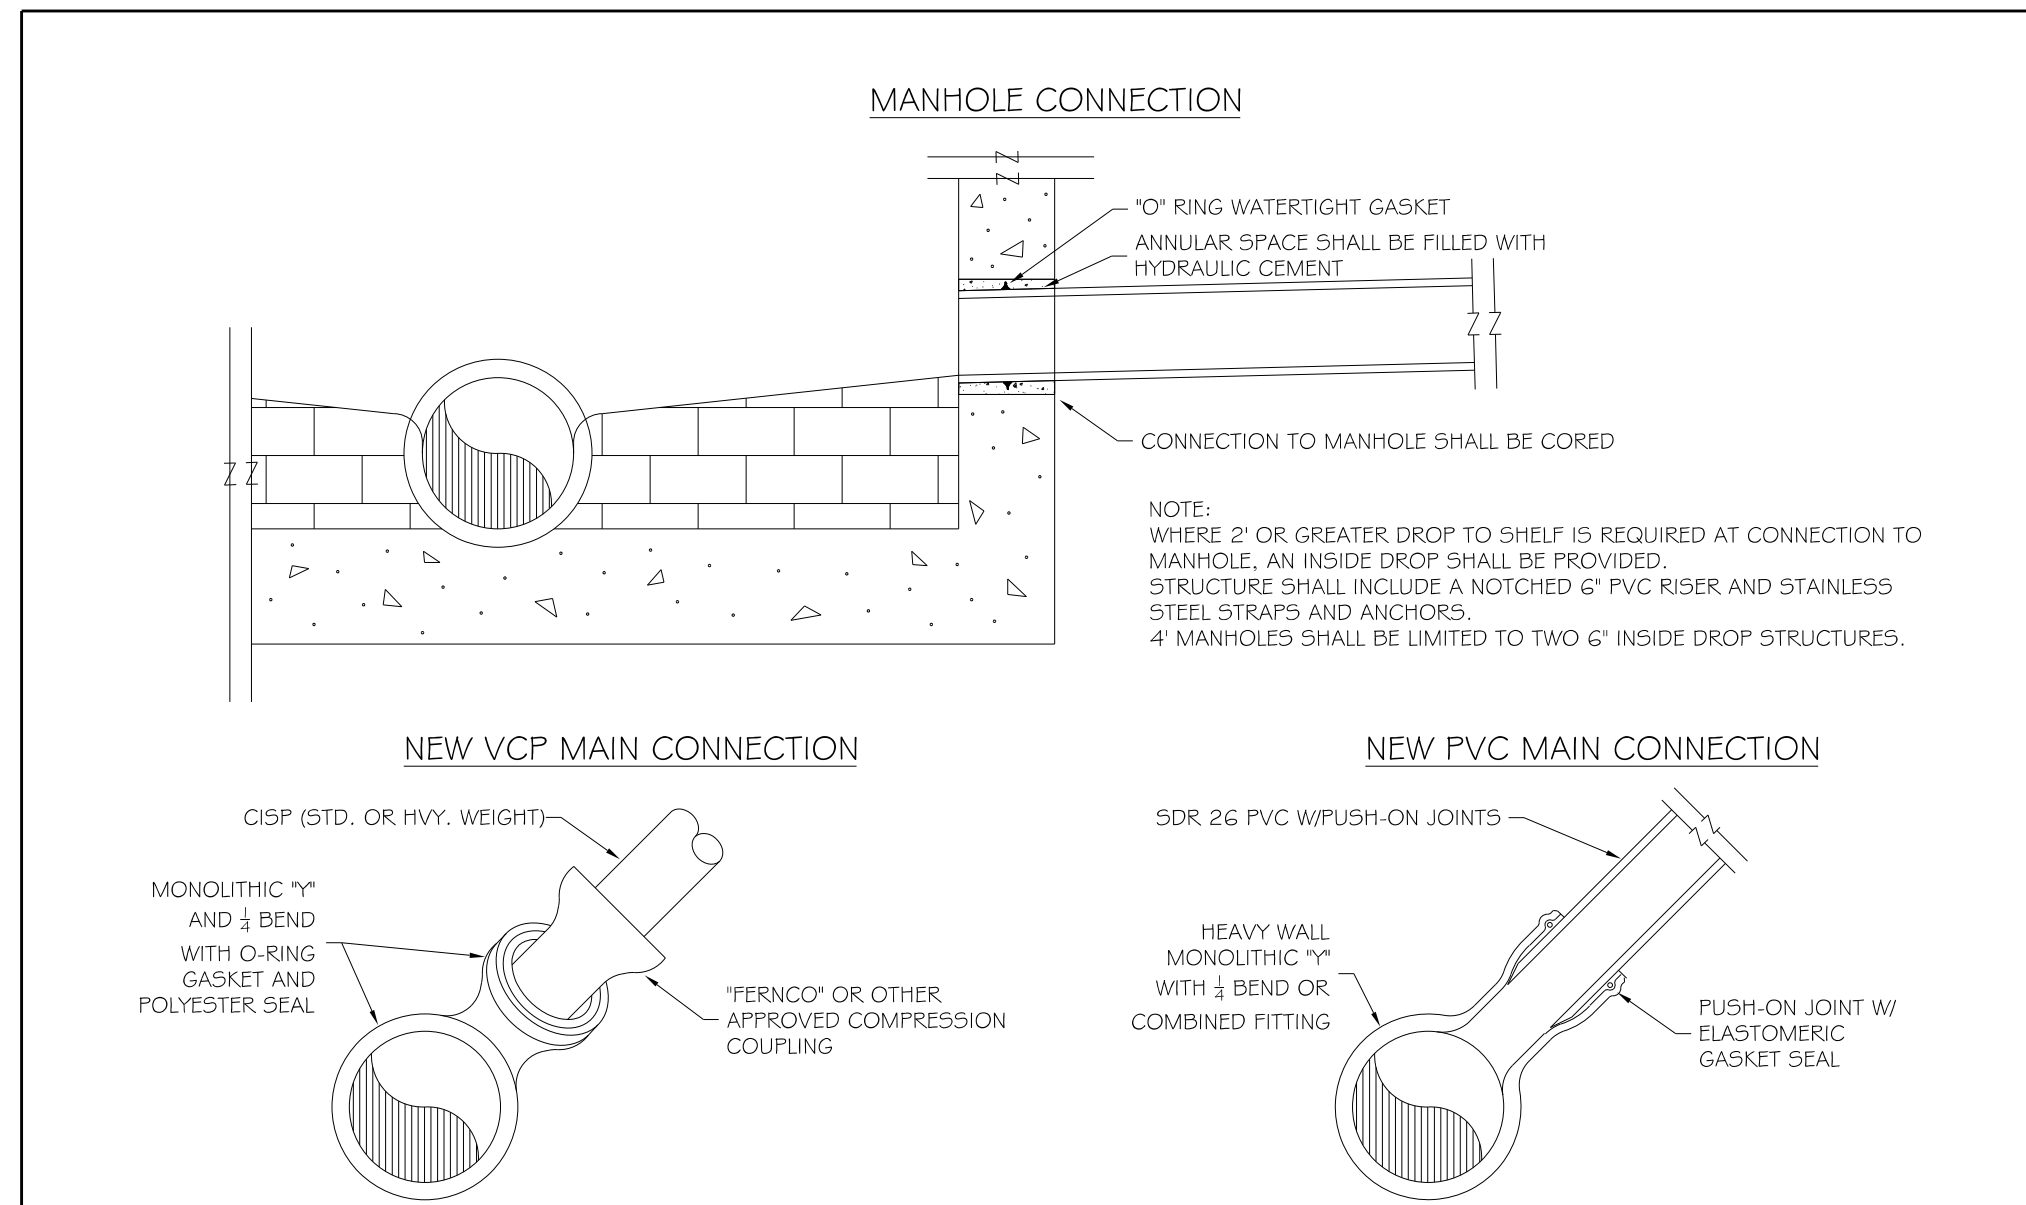 MANHOLE CONNECTION
"O" RING WATERTIGHT GASKET
ANNULAR SPACE SHALL BE FILLED WITH
HYDRAULIC CEMENT
CONNECTION TO MANHOLE SHALL BE CORED
NOTE:
WHERE 2' OR GREATER DROP TO SHELF IS REQUIRED AT CONNECTION TO
MANHOLE, AN INSIDE DROP SHALL BE PROVIDED.
STRUCTURE SHALL INCLUDE A NOTCHED 6" PVC RISER AND STAINLESS
STEEL STRAPS AND ANCHORS.
4' MANHOLES SHALL BE LIMITED TO TWO 6" INSIDE DROP STRUCTURES.
NEW VCP MAIN CONNECTION
CISP (STD. OR HVY. WEIGHT)
MONOLITHIC "Y"
AND 1/4 BEND
WITH O-RING
GASKET AND
POLYESTER SEAL
"FERNCO" OR OTHER
APPROVED COMPRESSION
COUPLING
NEW PVC MAIN CONNECTION
SDR 26 PVC W/PUSH-ON JOINTS
HEAVY WALL
MONOLITHIC "Y"
WITH 1/4 BEND OR
COMBINED FITTING
PUSH-ON JOINT W/
ELASTOMERIC
GASKET SEAL